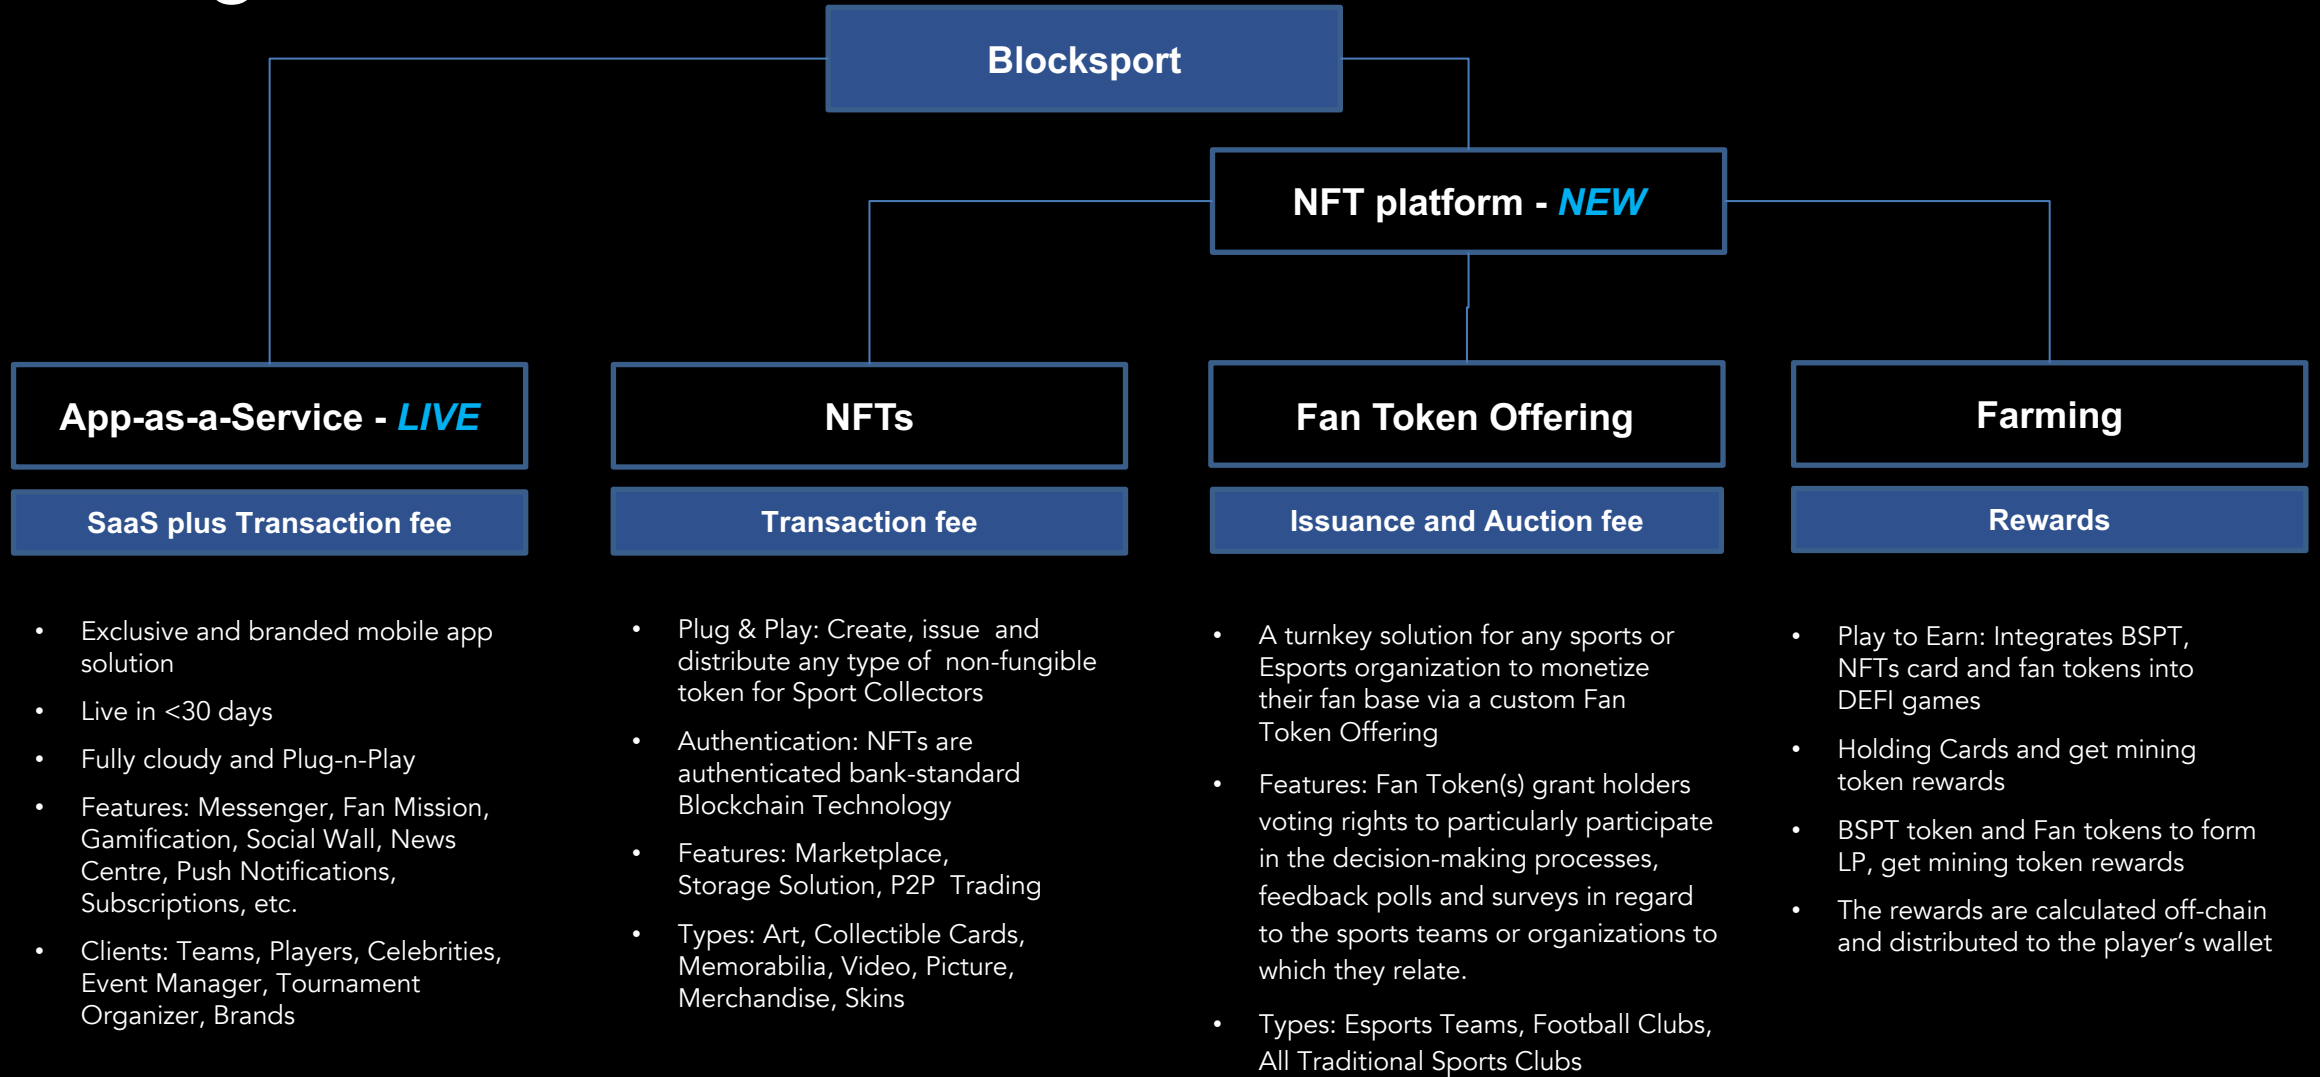 Blocksport
NFT platform - NEW
App-as-a-Service - LIVE
SaaS plus Transaction fee
• Exclusive and branded mobile app
solution
• Live in <30 days
• Fully cloudy and Plug-n-Play
• Features: Messenger, Fan Mission,
Gamification, Social Wall, News
Centre, Push Notifications,
Subscriptions, etc.
• Clients: Teams, Players, Celebrities,
Event Manager, Tournament
Organizer, Brands
NFTs
Transaction fee
• Plug & Play: Create, issue and
distribute any type of non-fungible
token for Sport Collectors
• Authentication: NFTs are
authenticated bank-standard
Blockchain Technology
• Features: Marketplace,
Storage Solution, P2P Trading
• Types: Art, Collectible Cards,
Memorabilia, Video, Picture,
Merchandise, Skins
Fan Token Offering
Issuance and Auction fee
• A turnkey solution for any sports or
Esports organization to monetize
their fan base via a custom Fan
Token Offering
• Features: Fan Token(s) grant holders
voting rights to particularly participate
in the decision-making processes,
feedback polls and surveys in regard
to the sports teams or organizations to
which they relate.
• Types: Esports Teams, Football Clubs,
All Traditional Sports Clubs
Farming
Rewards
• Play to Earn: Integrates BSPT,
NFTs card and fan tokens into
DEFI games
• Holding Cards and get mining
token rewards
• BSPT token and Fan tokens to form
LP, get mining token rewards
• The rewards are calculated off-chain
and distributed to the player’s wallet